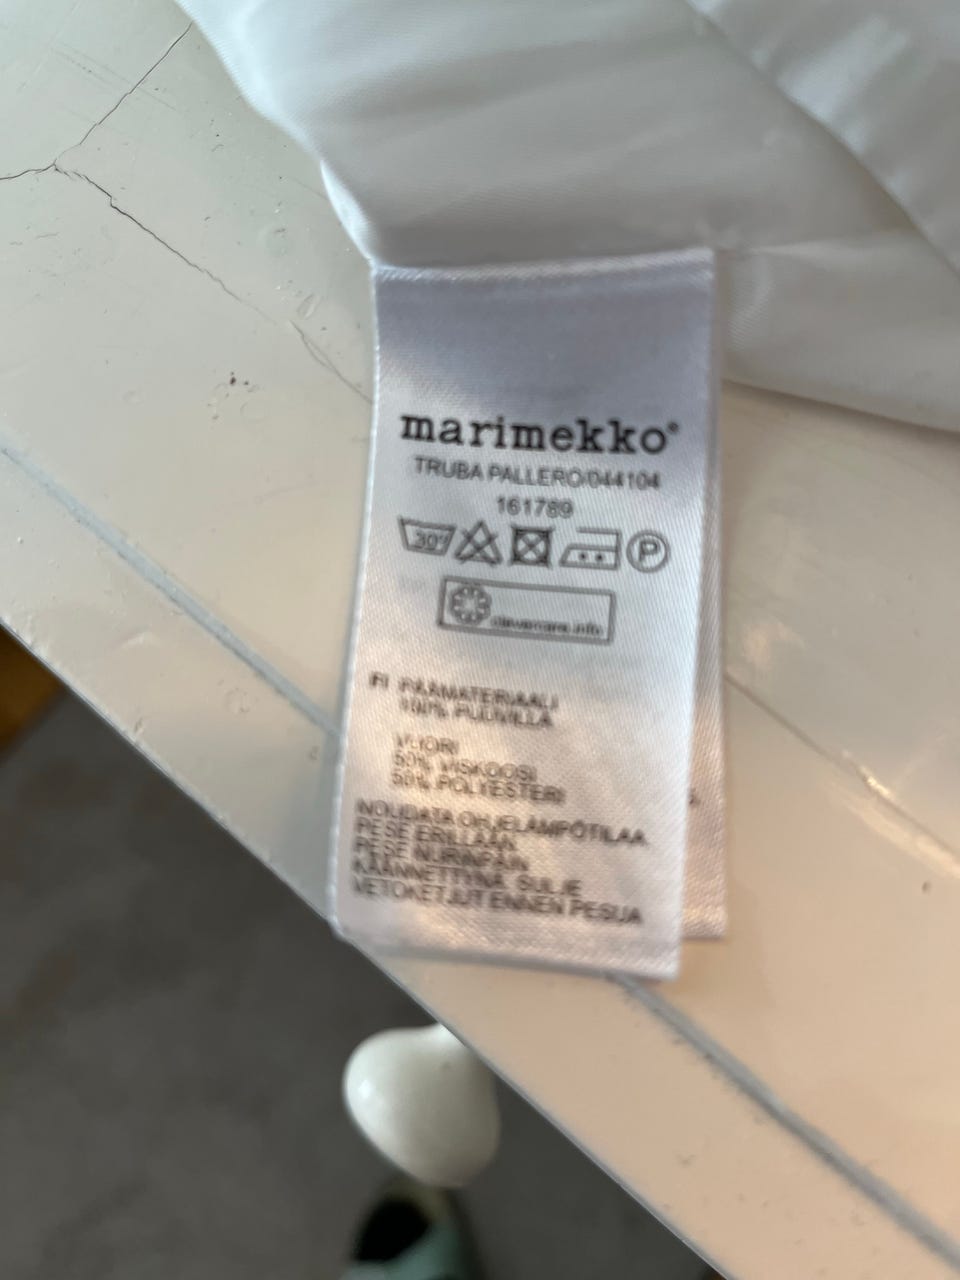 marimekko®
TRUBA PALLERO/044104
161789
30°
P
clevercare.info
FI PÄÄMATERIAALI
100% PUUVILLA
VUORI
50% VISKOOSI
50% POLYESTERI
NOUDATA OHJELÄMPÖTILAA
PESE ERILLÄÄN.
PESE NURINPÄIN
KÄÄNNETTYNÄ. SULJE
VETOKETJUT ENNEN PESUA